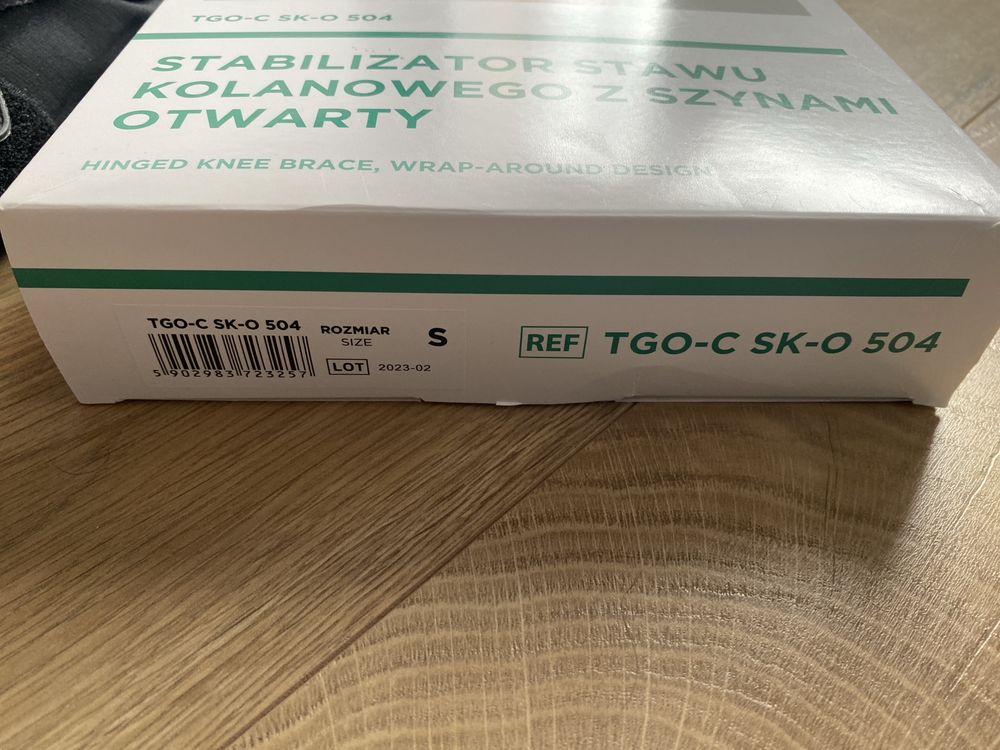 TGO-C SK-O 504
STABILIZATOR STAWU
KOLANOWEGO Z SZYNAMI
OTWARTY
HINGED KNEE BRACE, WRAP-AROUND DESIGN
TGO-C SK-O 504
ROZMIAR
SIZE
S
5 902983 723257
LOT 2023-02
REF TGO-C SK-O 504